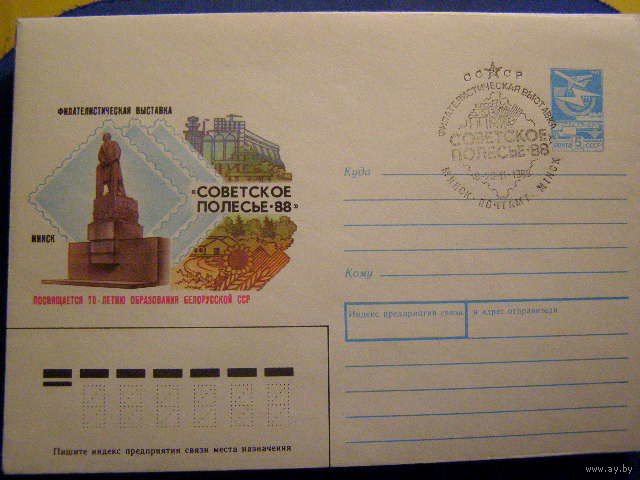 ФИЛАТЕЛИСТИЧЕСКАЯ ВЫСТАВКА
«СОВЕТСКОЕ
ПОЛЕСЬЕ·88»
МИНСК
ПОСВЯЩАЕТСЯ 70-ЛЕТИЮ ОБРАЗОВАНИЯ БЕЛОРУССКОЙ ССР
СССР
ФИЛАТЕЛИСТИЧЕСКАЯ ВЫСТАВКА
СОВЕТСКОЕ
ПОЛЕСЬЕ·88
МИНСК, ПОЧТАМТ, MINSK
ПОЧТА 5 СССР
Куда
Кому
Индекс предприятия связи и адрес отправителя
Пишите индекс предприятия связи места назначения
www.ay.by